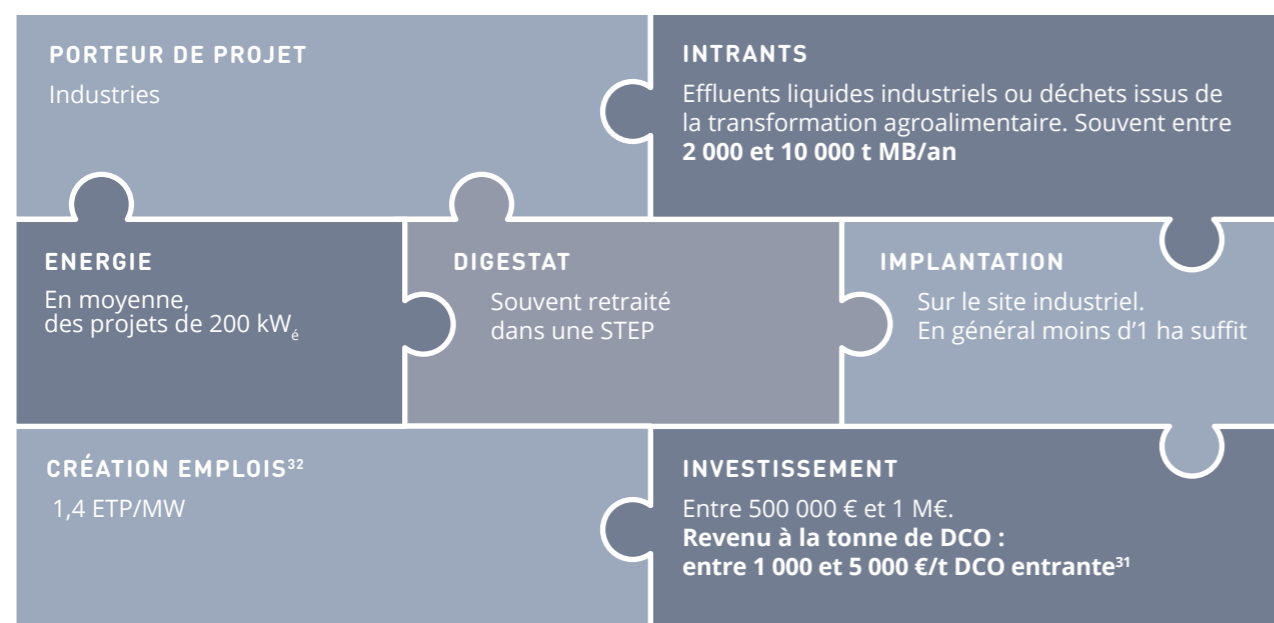 PORTEUR DE PROJET
Industries
INTRANTS
Effluents liquides industriels ou déchets issus de
la transformation agroalimentaire. Souvent entre
2 000 et 10 000 t MB/an
ENERGIE
En moyenne,
des projets de 200 kWé
DIGESTAT
Souvent retraité
dans une STEP
IMPLANTATION
Sur le site industriel.
En général moins d’1 ha suffit
CRÉATION EMPLOIS³²
1,4 ETP/MW
INVESTISSEMENT
Entre 500 000 € et 1 M€.
Revenu à la tonne de DCO :
entre 1 000 et 5 000 €/t DCO entrante³¹